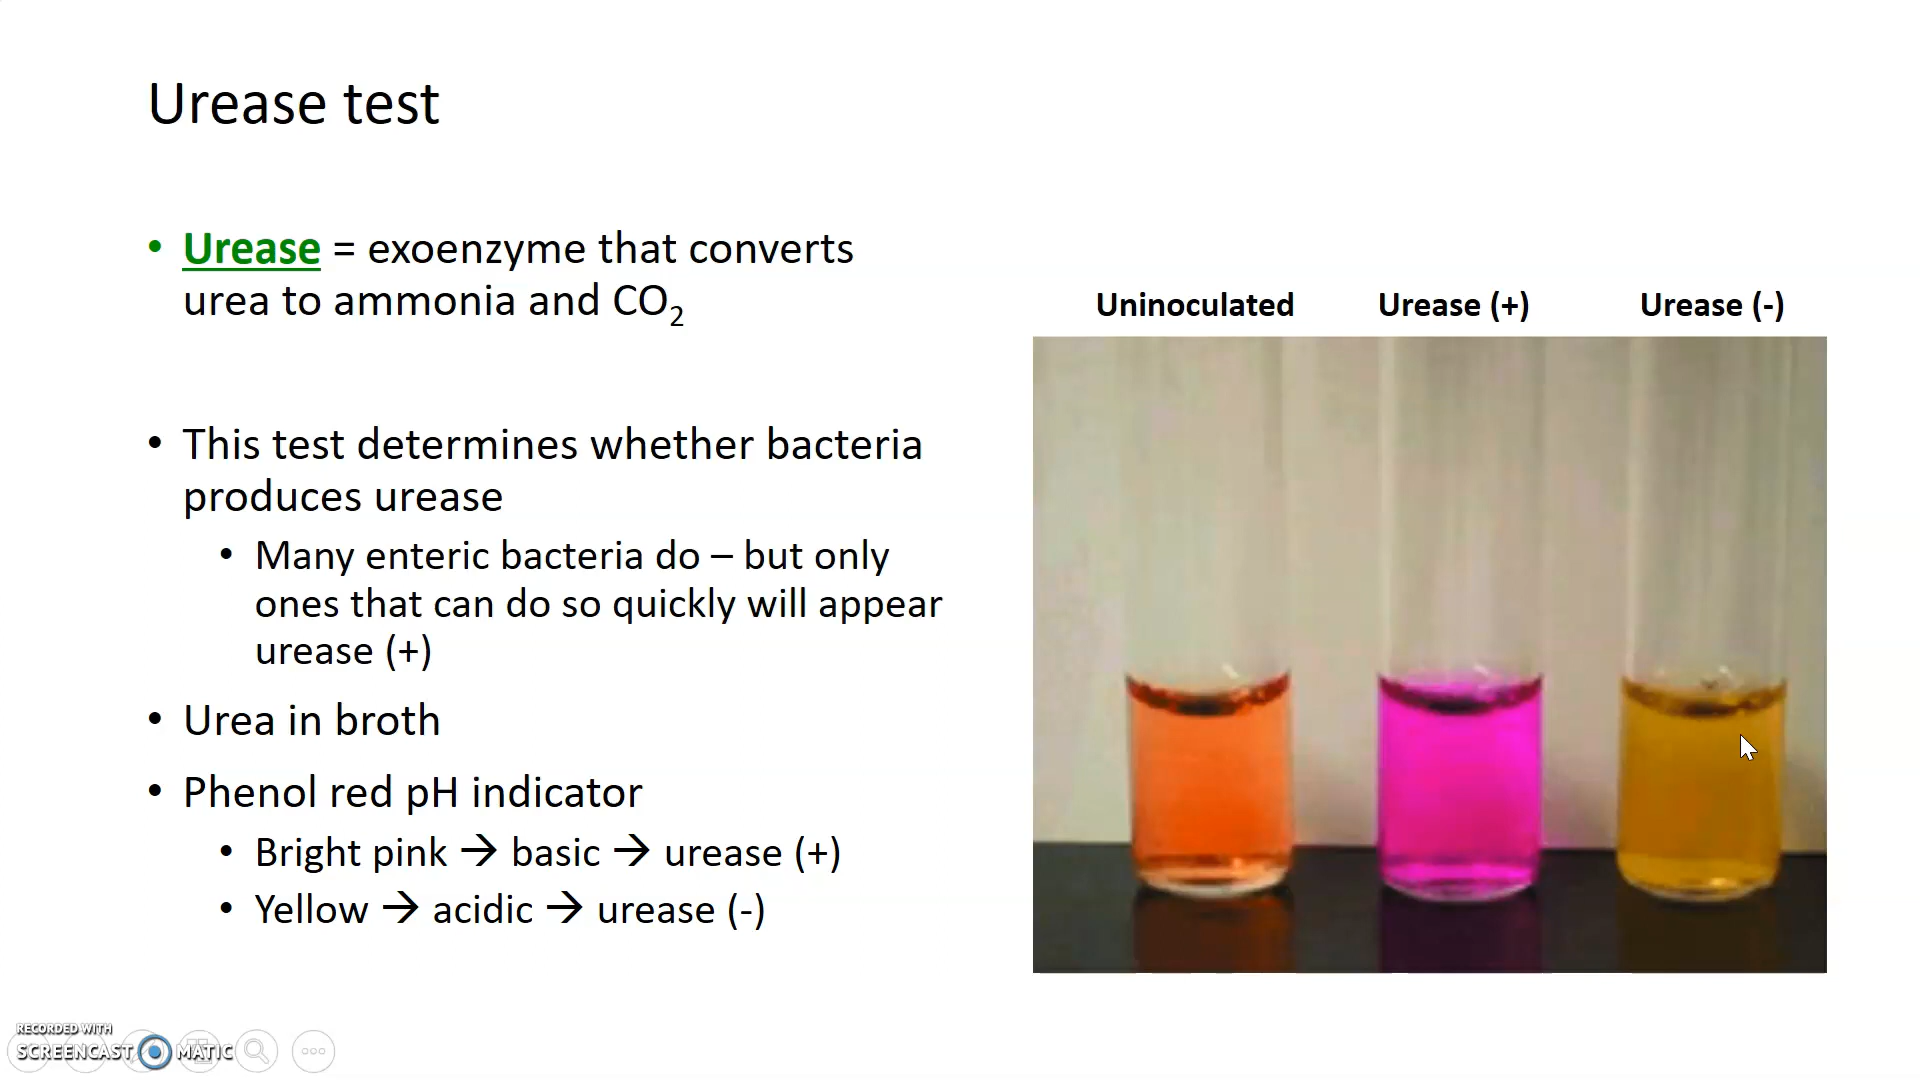 Urease test
• Urease = exoenzyme that converts
urea to ammonia and CO₂
• This test determines whether bacteria
produces urease
• Many enteric bacteria do – but only
ones that can do so quickly will appear
urease (+)
• Urea in broth
• Phenol red pH indicator
• Bright pink → basic → urease (+)
• Yellow → acidic → urease (-)
Uninoculated Urease (+) Urease (-)
RECORDED WITH
SCREENCAST MATIC